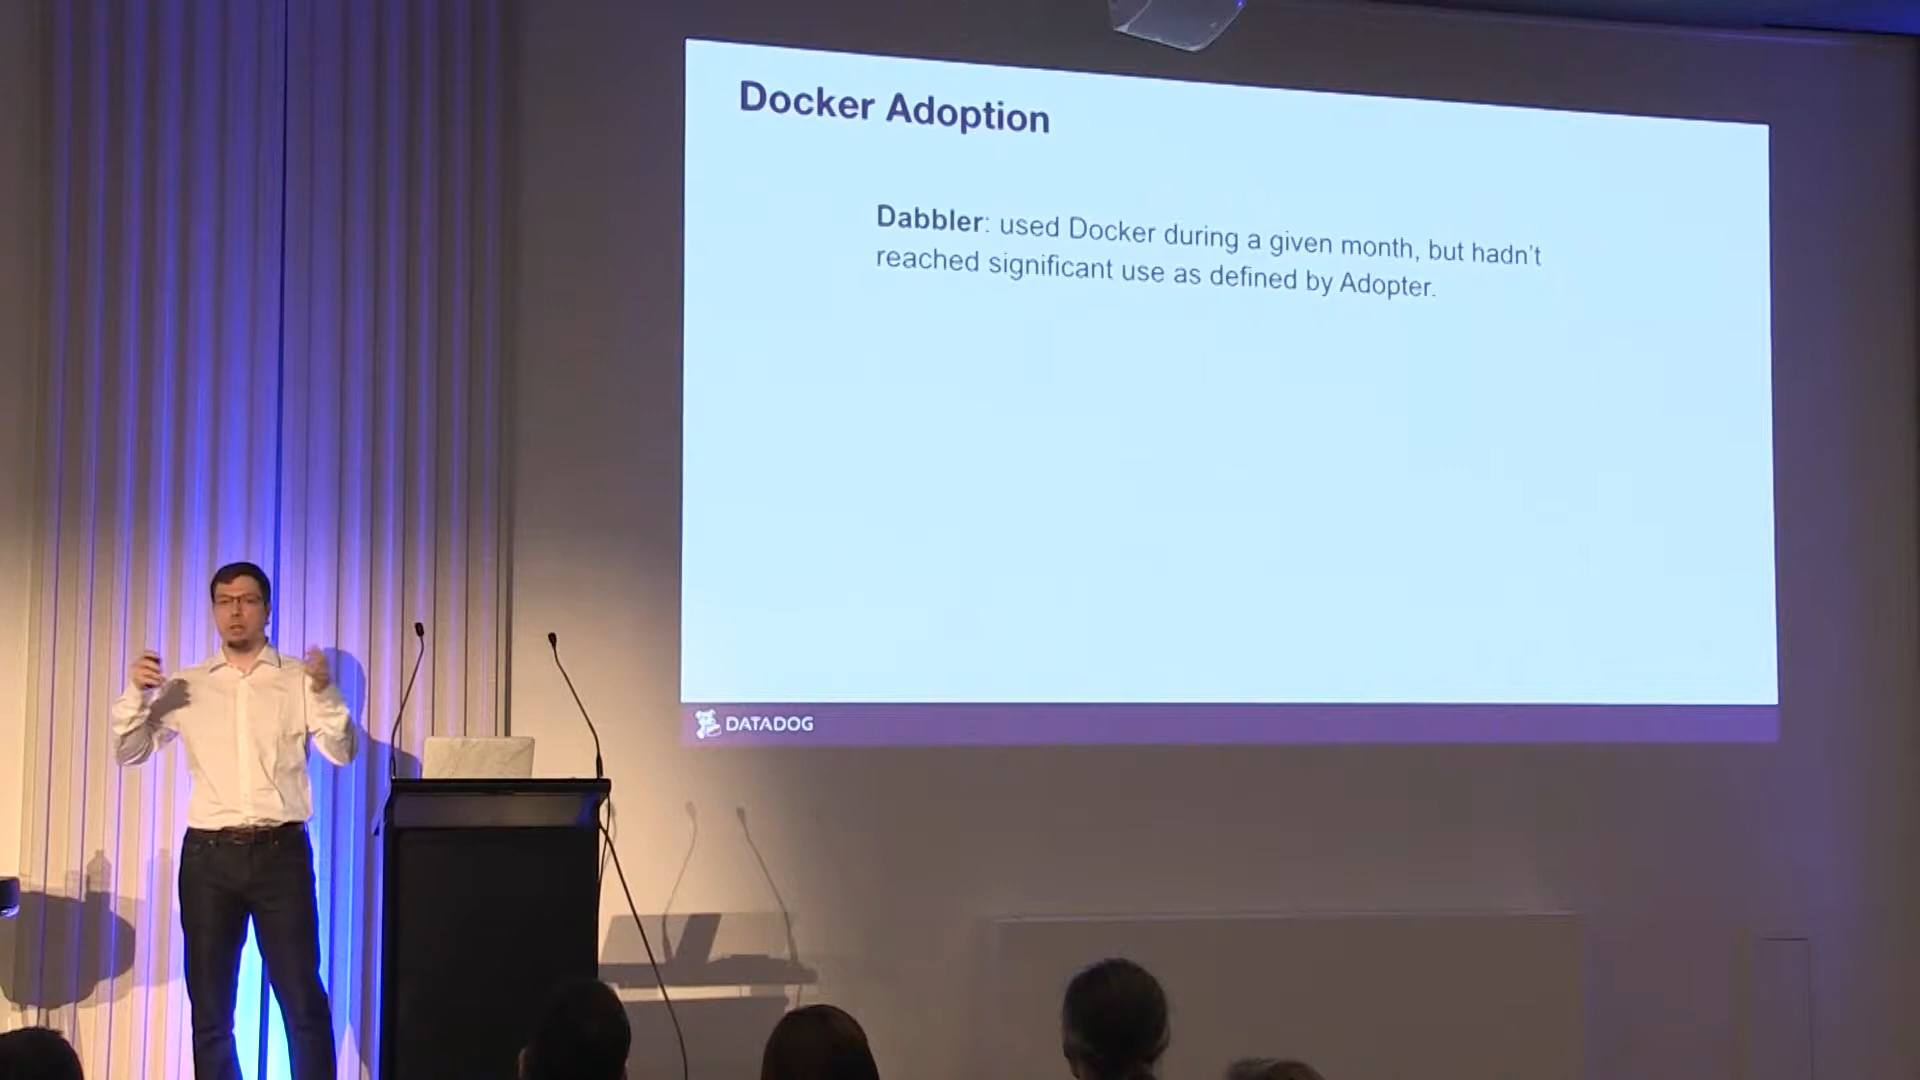 Docker Adoption
Dabbler: used Docker during a given month, but hadn't
reached significant use as defined by Adopter.
DATADOG